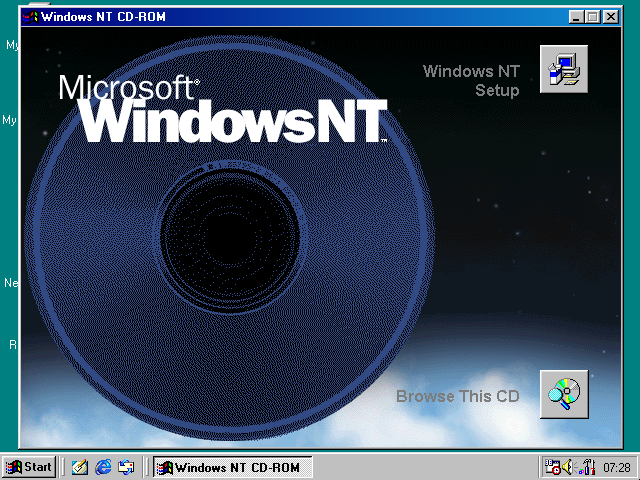 Windows NT CD-ROM
My
My
Ne
R
Microsoft®
WindowsNT™
Windows NT
Setup
Browse This CD
Start
Windows NT CD-ROM
07:28